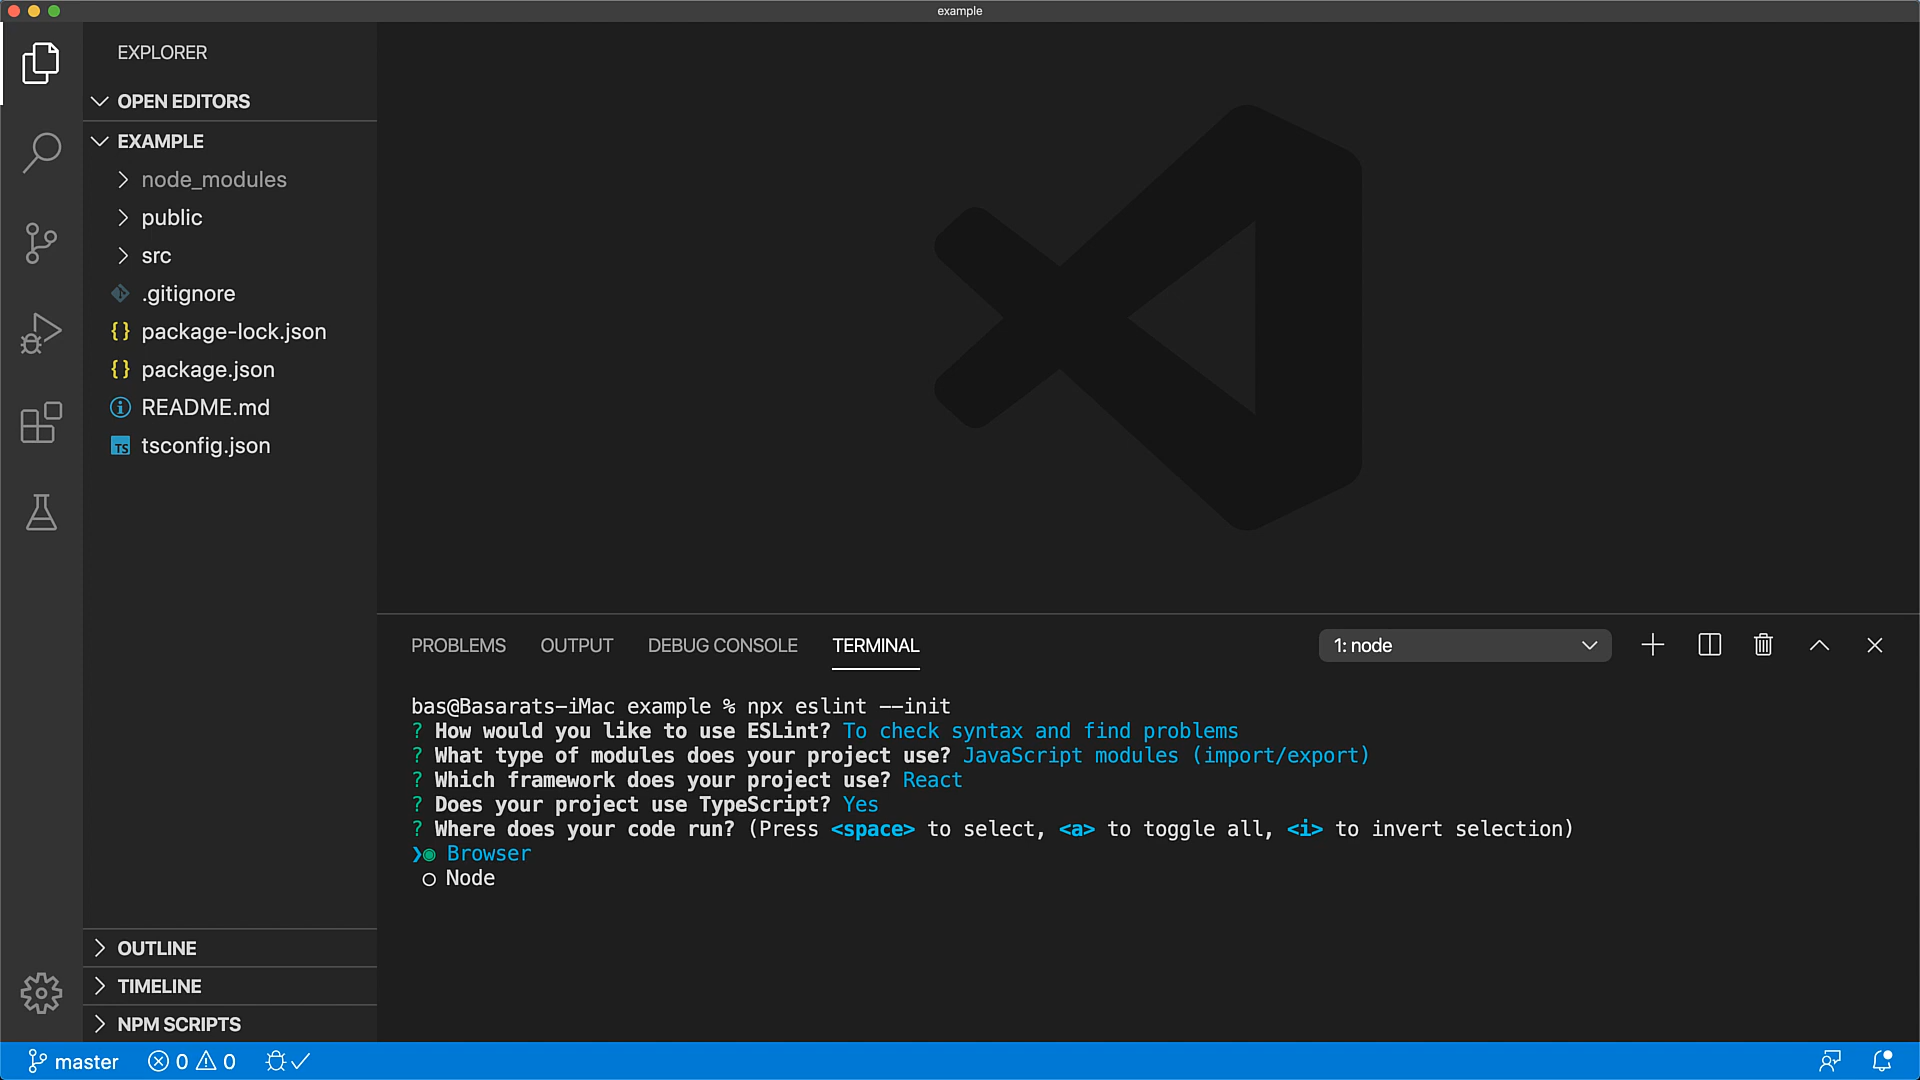 example
EXPLORER
OPEN EDITORS
EXAMPLE
node_modules
public
src
.gitignore
package-lock.json
package.json
README.md
tsconfig.json
OUTLINE
TIMELINE
NPM SCRIPTS
PROBLEMS OUTPUT DEBUG CONSOLE TERMINAL 1: node
bas@Basarats-iMac example % npx eslint --init
? How would you like to use ESLint? To check syntax and find problems
? What type of modules does your project use? JavaScript modules (import/export)
? Which framework does your project use? React
? Does your project use TypeScript? Yes
? Where does your code run? (Press <space> to select, <a> to toggle all, <i> to invert selection)
❯◉ Browser
◯ Node
master 0 0